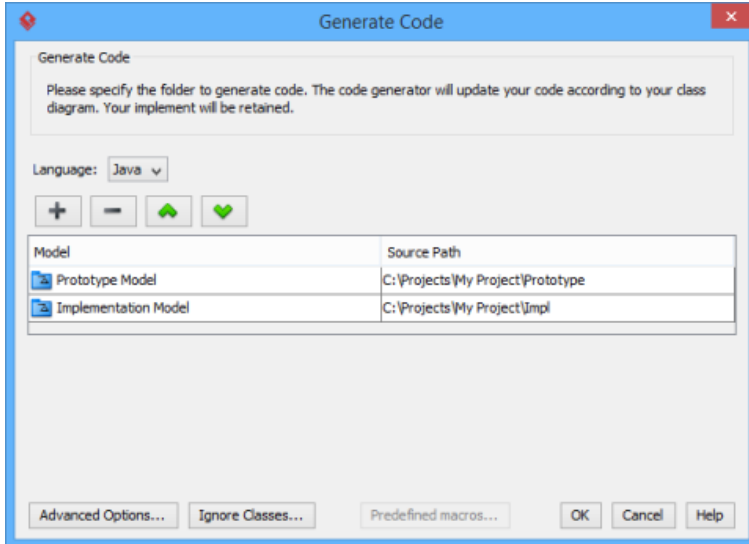 Generate Code
Generate Code
Please specify the folder to generate code. The code generator will update your code according to your class
diagram. Your implement will be retained.
Language: Java
Model Source Path
Prototype Model C:\Projects\My Project\Prototype
Implementation Model C:\Projects\My Project\Impl
Advanced Options... Ignore Classes... Predefined macros... OK Cancel Help